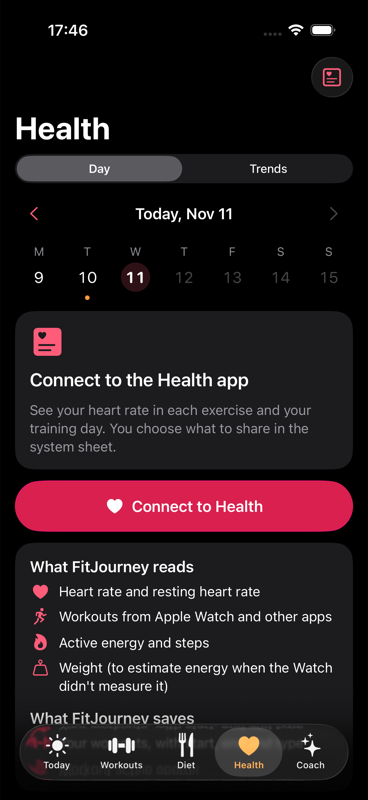 17:46
Health
Day
Trends
Today, Nov 11
M T W T F S S
9 10 11 12 13 14 15
Connect to the Health app
See your heart rate in each exercise and your
training day. You choose what to share in the
system sheet.
Connect to Health
What FitJourney reads
Heart rate and resting heart rate
Workouts from Apple Watch and other apps
Active energy and steps
Weight (to estimate energy when the Watch
didn't measure it)
What FitJourney saves
Today
Workouts
Diet
Health
Coach